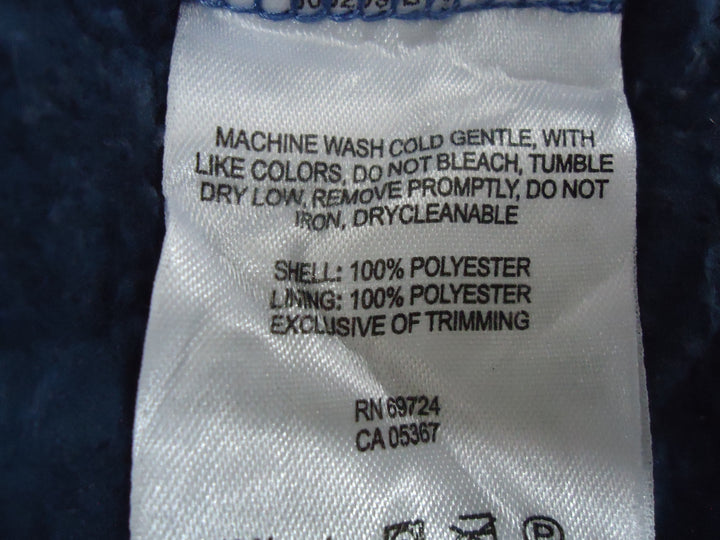 MACHINE WASH COLD GENTLE, WITH
LIKE COLORS, DO NOT BLEACH, TUMBLE
DRY LOW, REMOVE PROMPTLY, DO NOT
IRON, DRYCLEANABLE
SHELL: 100% POLYESTER
LINING: 100% POLYESTER
EXCLUSIVE OF TRIMMING
RN 69724
CA 05367
P